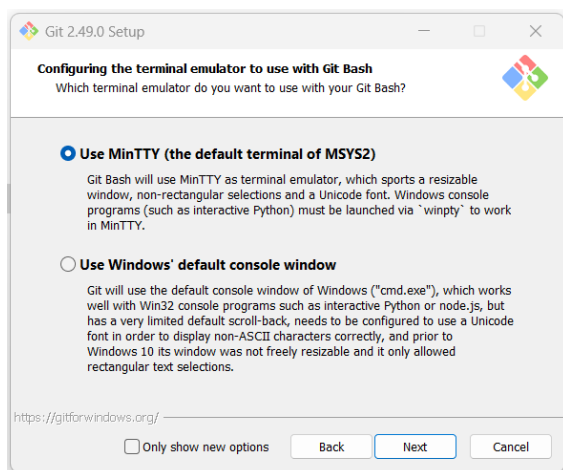 Git 2.49.0 Setup
Configuring the terminal emulator to use with Git Bash
Which terminal emulator do you want to use with your Git Bash?
Use MinTTY (the default terminal of MSYS2)
Git Bash will use MinTTY as terminal emulator, which sports a resizable
window, non-rectangular selections and a Unicode font. Windows console
programs (such as interactive Python) must be launched via `winpty` to work
in MinTTY.
Use Windows' default console window
Git will use the default console window of Windows ("cmd.exe"), which works
well with Win32 console programs such as interactive Python or node.js, but
has a very limited default scroll-back, needs to be configured to use a Unicode
font in order to display non-ASCII characters correctly, and prior to
Windows 10 its window was not freely resizable and it only allowed
rectangular text selections.
https://gitforwindows.org/
Only show new options Back Next Cancel